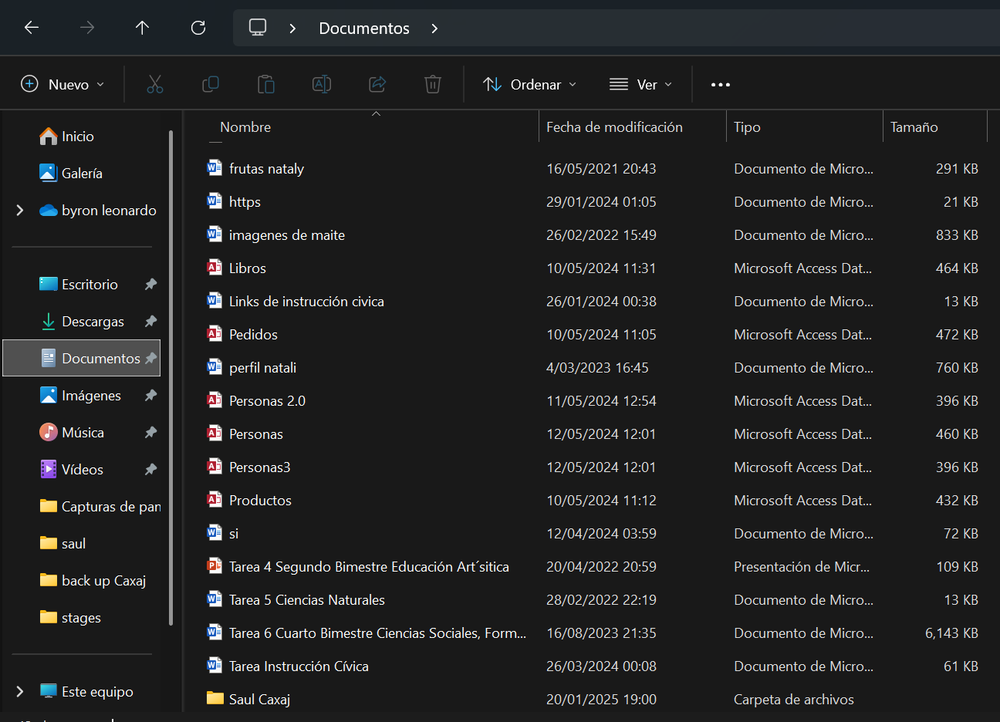 Documentos
Nuevo
Ordenar
Ver
Nombre Fecha de modificación Tipo Tamaño
Inicio
Galería
byron leonardo
Escritorio
Descargas
Documentos
Imágenes
Música
Vídeos
Capturas de pan
saul
back up Caxaj
stages
Este equipo
frutas nataly 16/05/2021 20:43 Documento de Micro... 291 KB
https 29/01/2024 01:05 Documento de Micro... 21 KB
imagenes de maite 26/02/2022 15:49 Documento de Micro... 833 KB
Libros 10/05/2024 11:31 Microsoft Access Dat... 464 KB
Links de instrucción civica 26/01/2024 00:38 Documento de Micro... 13 KB
Pedidos 10/05/2024 11:05 Microsoft Access Dat... 472 KB
perfil natali 4/03/2023 16:45 Documento de Micro... 760 KB
Personas 2.0 11/05/2024 12:54 Microsoft Access Dat... 396 KB
Personas 12/05/2024 12:01 Microsoft Access Dat... 460 KB
Personas3 12/05/2024 12:01 Microsoft Access Dat... 396 KB
Productos 10/05/2024 11:12 Microsoft Access Dat... 432 KB
si 12/04/2024 03:59 Documento de Micro... 72 KB
Tarea 4 Segundo Bimestre Educación Art´sitica 20/04/2022 20:59 Presentación de Micr... 109 KB
Tarea 5 Ciencias Naturales 28/02/2022 22:19 Documento de Micro... 13 KB
Tarea 6 Cuarto Bimestre Ciencias Sociales, Form... 16/08/2023 21:35 Documento de Micro... 6,143 KB
Tarea Instrucción Cívica 26/03/2024 00:08 Documento de Micro... 61 KB
Saul Caxaj 20/01/2025 19:00 Carpeta de archivos